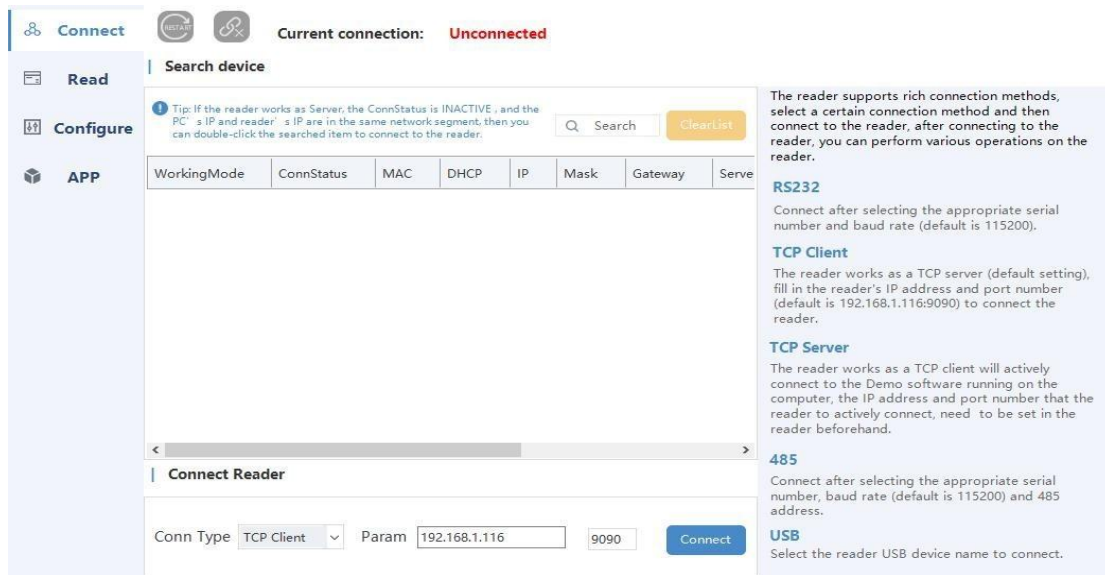 Connect
RESTART
Current connection: Unconnected
Read
Configure
APP
Search device
Tip: If the reader works as Server, the ConnStatus is INACTIVE , and the
PC' s IP and reader' s IP are in the same network segment, then you
can double-click the searched item to connect to the reader.
Search
ClearList
WorkingMode ConnStatus MAC DHCP IP Mask Gateway Serve
Connect Reader
Conn Type TCP Client Param 192.168.1.116 9090 Connect
The reader supports rich connection methods,
select a certain connection method and then
connect to the reader, after connecting to the
reader, you can perform various operations on the
reader.
RS232
Connect after selecting the appropriate serial
number and baud rate (default is 115200).
TCP Client
The reader works as a TCP server (default setting),
fill in the reader's IP address and port number
(default is 192.168.1.116:9090) to connect the
reader.
TCP Server
The reader works as a TCP client will actively
connect to the Demo software running on the
computer, the IP address and port number that the
reader to actively connect, need to be set in the
reader beforehand.
485
Connect after selecting the appropriate serial
number, baud rate (default is 115200) and 485
address.
USB
Select the reader USB device name to connect.